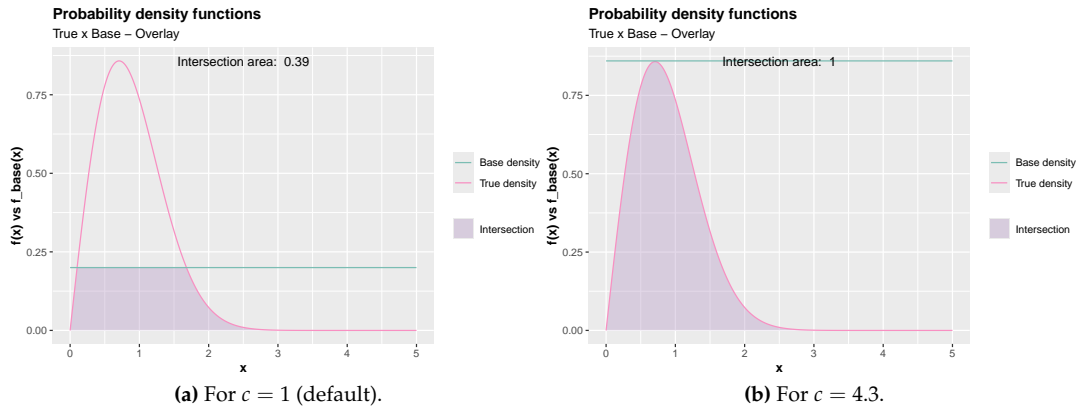 Probability density functions
True x Base – Overlay
Intersection area:  0.39
0.75
0.50
0.25
0.00
f(x) vs f_base(x)
0 1 2 3 4 5
x
Base density
True density
Intersection
(a) For c = 1 (default).
Probability density functions
True x Base – Overlay
Intersection area:  1
0.75
0.50
0.25
0.00
f(x) vs f_base(x)
0 1 2 3 4 5
x
Base density
True density
Intersection
(b) For c = 4.3.